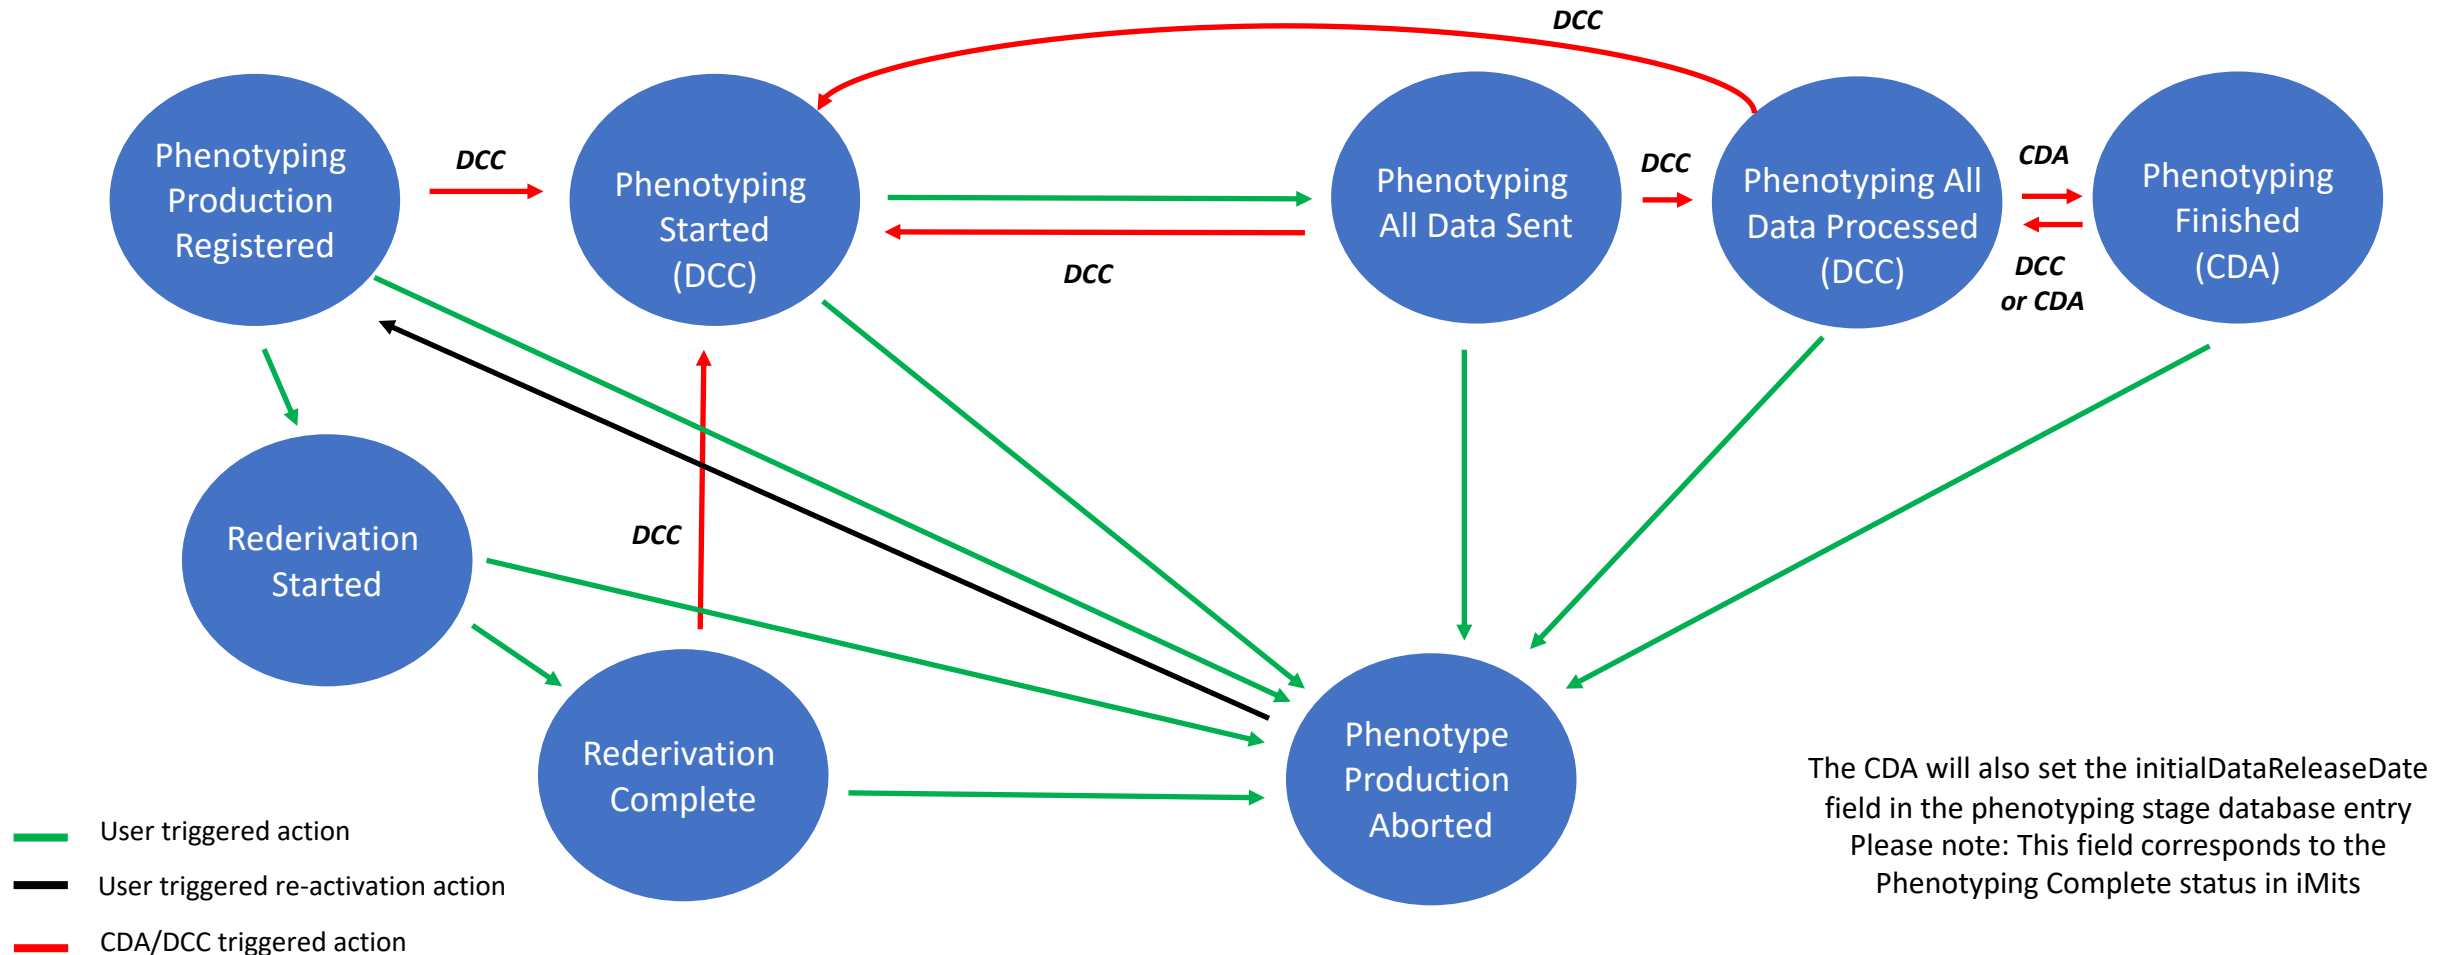 DCC
Phenotyping
Production
Registered
DCC
Phenotyping
Started
(DCC)
DCC
Phenotyping
All Data Sent
DCC
Phenotyping All
Data Processed
(DCC)
CDA
DCC
or CDA
Phenotyping
Finished
(CDA)
Rederivation
Started
DCC
Rederivation
Complete
Phenotype
Production
Aborted
The CDA will also set the initialDataReleaseDate
field in the phenotyping stage database entry
Please note: This field corresponds to the
Phenotyping Complete status in iMits
User triggered action
User triggered re-activation action
CDA/DCC triggered action